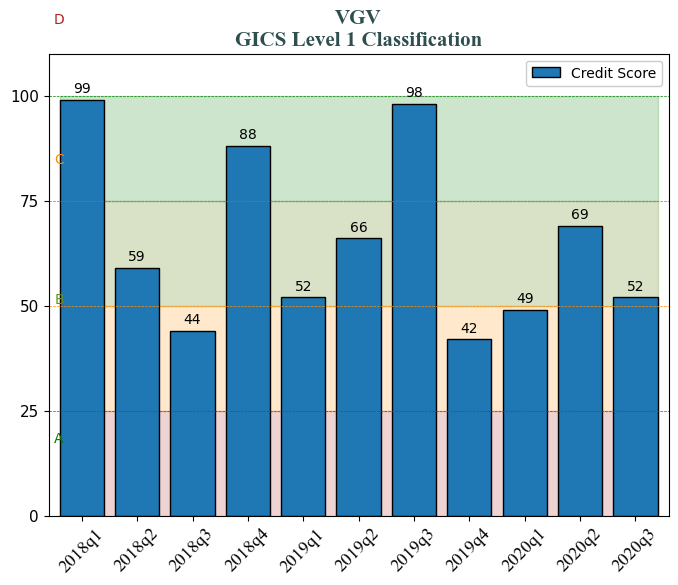 D
VGV
GICS Level 1 Classification
Credit Score
100
99
98
88
C
75
69
66
59
52
52
B
50
49
44
42
25
A
0
2018q1
2018q2
2018q3
2018q4
2019q1
2019q2
2019q3
2019q4
2020q1
2020q2
2020q3